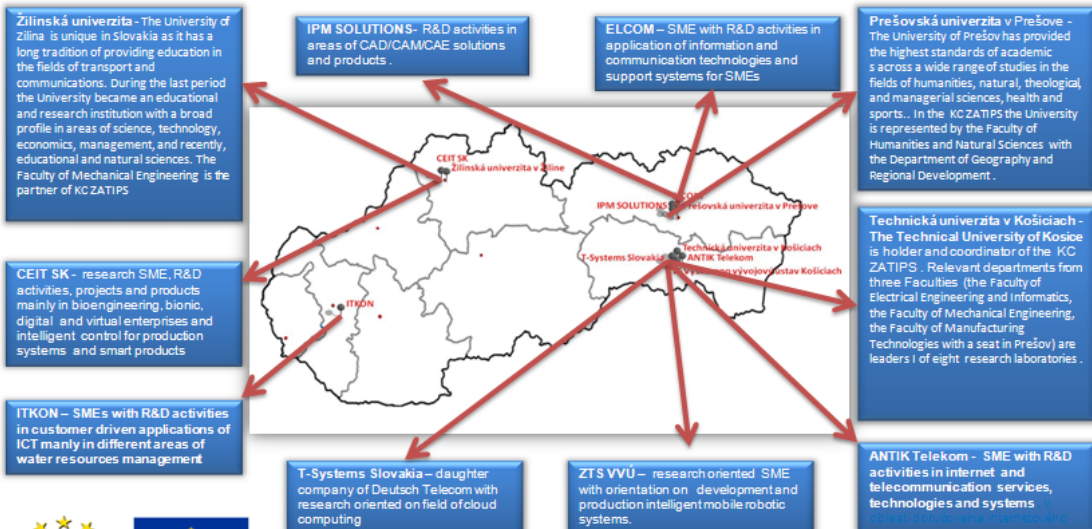 Žilinská univerzita - The University of
Zilina is unique in Slovakia as it has a
long tradition of providing education in
the fields of transport and
communications. During the last period
the University became an educational
and research institution with a broad
profile in areas of science, technology,
economics, management, and recently,
educational and natural sciences. The
Faculty of Mechanical Engineering is the
partner of KC ZATIPS
IPM SOLUTIONS- R&D activities in
areas of CAD/CAM/CAE solutions
and products .
ELCOM – SME with R&D activities in
application of information and
communication technologies and
support systems for SMEs
Prešovská univerzita v Prešove -
The University of Prešov has provided
the highest standards of academic
s across a wide range of studies in the
fields of humanities, natural, theological,
and managerial sciences, health and
sports.. In the KC ZATIPS the University
is represented by the Faculty of
Humanities and Natural Sciences with
the Department of Geography and
Regional Development .
CEIT SK
Žilinská univerzita v Žiline
IPM SOLUTIONS
Prešovská univerzita v Prešove
Technická univerzita v Košiciach
T-Systems Slovakia
ANTIK Telekom
vývojový ústav Košiciach
ITKON
CEIT SK - research SME, R&D
activities, projects and products
mainly in bioengineering, bionic,
digital and virtual enterprises and
intelligent control for production
systems and smart products
Technická univerzita v Košiciach -
The Technical University of Kosice
is holder and coordinator of the KC
ZATIPS . Relevant departments from
three Faculties (the Faculty of
Electrical Engineering and Informatics,
the Faculty of Mechanical Engineering,
the Faculty of Manufacturing
Technologies with a seat in Prešov) are
leaders I of eight research laboratories .
ITKON – SMEs with R&D activities
in customer driven applications of
ICT manly in different areas of
water resources management
T-Systems Slovakia – daughter
company of Deutsch Telecom with
research oriented on field of cloud
computing
ZTS VVÚ – research oriented SME
with orientation on development and
production intelligent mobile robotic
systems.
ANTIK Telekom - SME with R&D
activities in internet and
telecommunication services,
technologies and systems